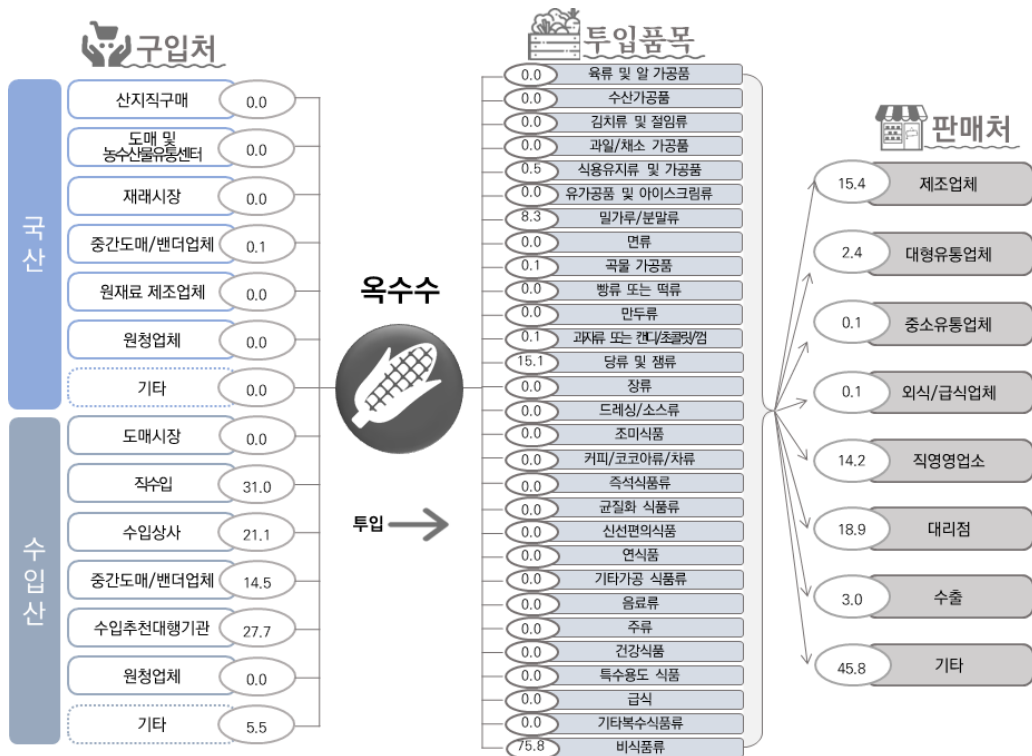 구입처
국산
산지직구매 0.0
도매 및
농수산물유통센터 0.0
재래시장 0.0
중간도매/밴더업체 0.1
원재료 제조업체 0.0
원청업체 0.0
기타 0.0
수입산
도매시장 0.0
직수입 31.0
수입상사 21.1
중간도매/밴더업체 14.5
수입추천대행기관 27.7
원청업체 0.0
기타 5.5
옥수수
투입
투입품목
0.0 육류 및 알 가공품
0.0 수산가공품
0.0 김치류 및 절임류
0.0 과일/채소 가공품
0.5 식용유지류 및 가공품
0.0 유가공품 및 아이스크림류
8.3 밀가루/분말류
0.0 면류
0.1 곡물 가공품
0.0 빵류 또는 떡류
0.0 만두류
0.1 과자류 또는 캔디/초콜릿/껌
15.1 당류 및 잼류
0.0 장류
0.0 드레싱/소스류
0.0 조미식품
0.0 커피/코코아류/차류
0.0 즉석식품류
0.0 균질화 식품류
0.0 신선편의식품
0.0 연식품
0.0 기타가공 식품류
0.0 음료류
0.0 주류
0.0 건강식품
0.0 특수용도 식품
0.0 급식
0.0 기타복수식품류
75.8 비식품류
판매처
15.4 제조업체
2.4 대형유통업체
0.1 중소유통업체
0.1 외식/급식업체
14.2 직영영업소
18.9 대리점
3.0 수출
45.8 기타